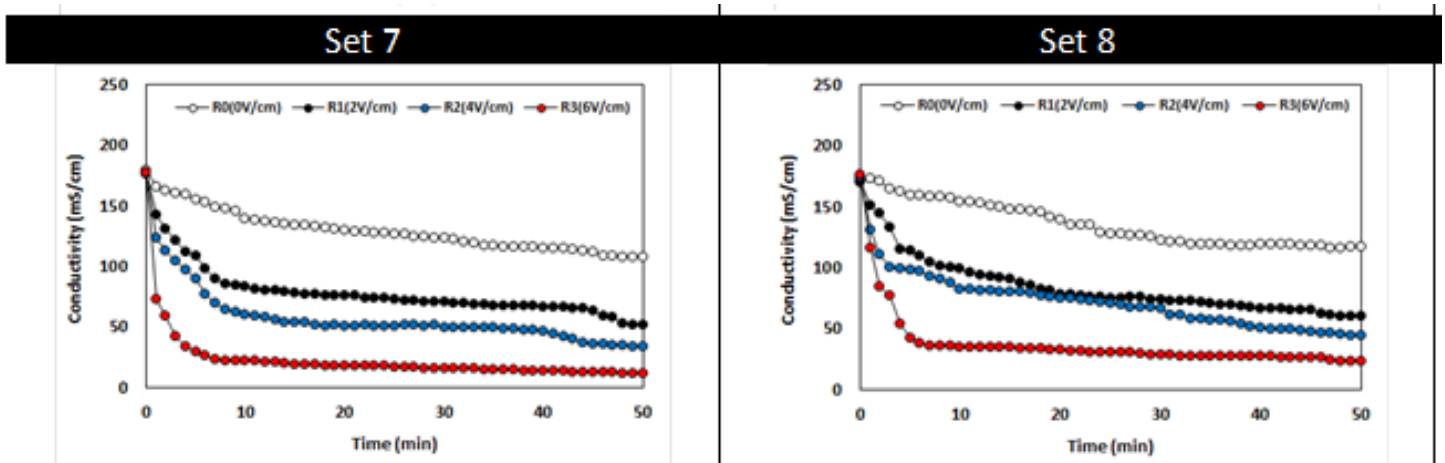 Set 7
250
200
150
100
50
0
Conductivity (mS/cm)
R0(0V/cm) R1(2V/cm) R2(4V/cm) R3(6V/cm)
0 10 20 30 40 50
Time (min)
Set 8
250
200
150
100
50
0
Conductivity (mS/cm)
R0(0V/cm) R1(2V/cm) R2(4V/cm) R3(6V/cm)
0 10 20 30 40 50
Time (min)